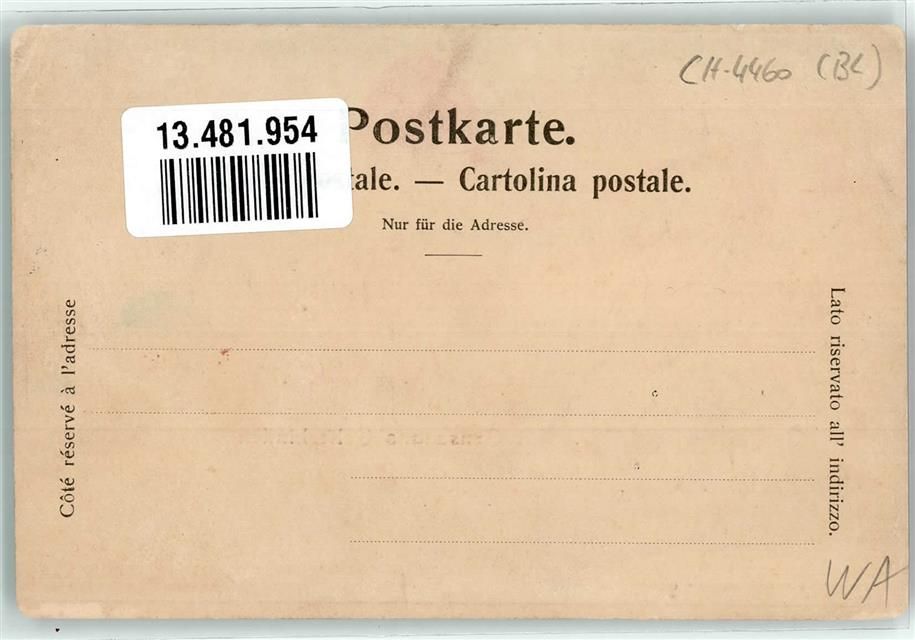 CH-4460 (BL)
13.481.954
Postkarte.
tale. — Cartolina postale.
Nur für die Adresse.
Côté réservé à l'adresse
Lato riservato all' indirizzo.
WA